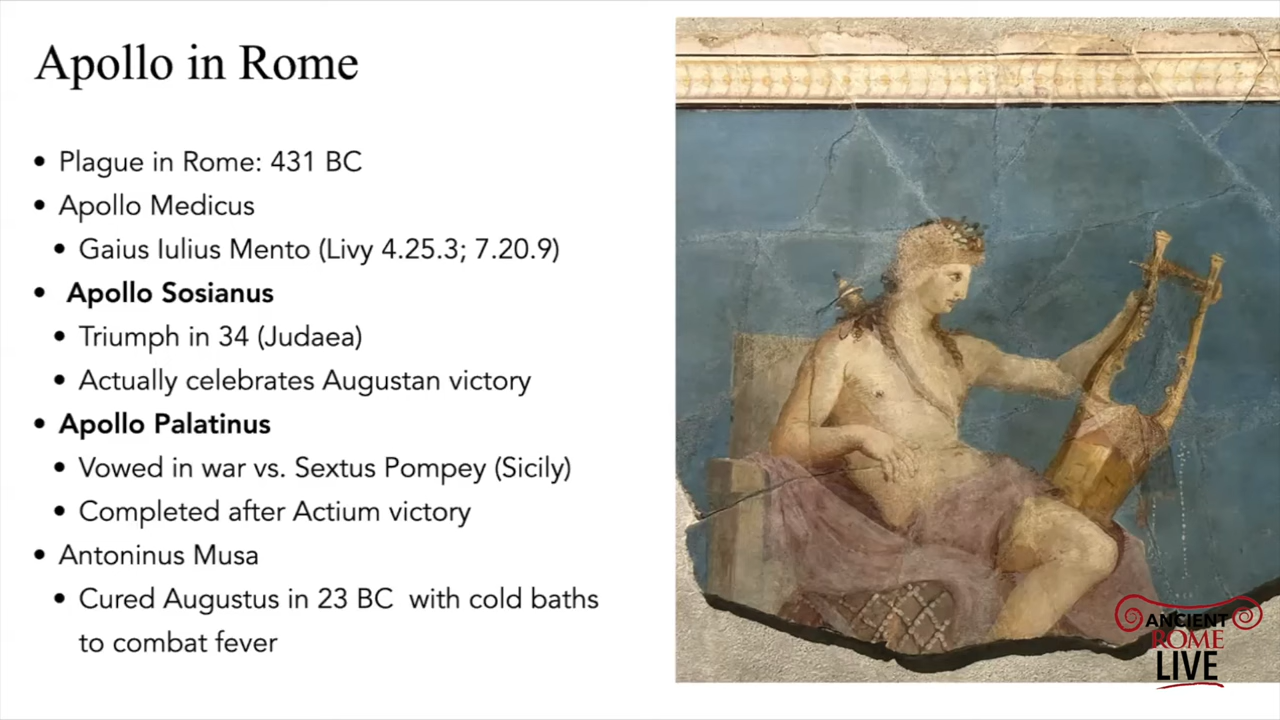 Apollo in Rome
• Plague in Rome: 431 BC
• Apollo Medicus
• Gaius Iulius Mento (Livy 4.25.3; 7.20.9)
• Apollo Sosianus
• Triumph in 34 (Judaea)
• Actually celebrates Augustan victory
• Apollo Palatinus
• Vowed in war vs. Sextus Pompey (Sicily)
• Completed after Actium victory
• Antoninus Musa
• Cured Augustus in 23 BC with cold baths
to combat fever
ANCIENT
ROME
LIVE